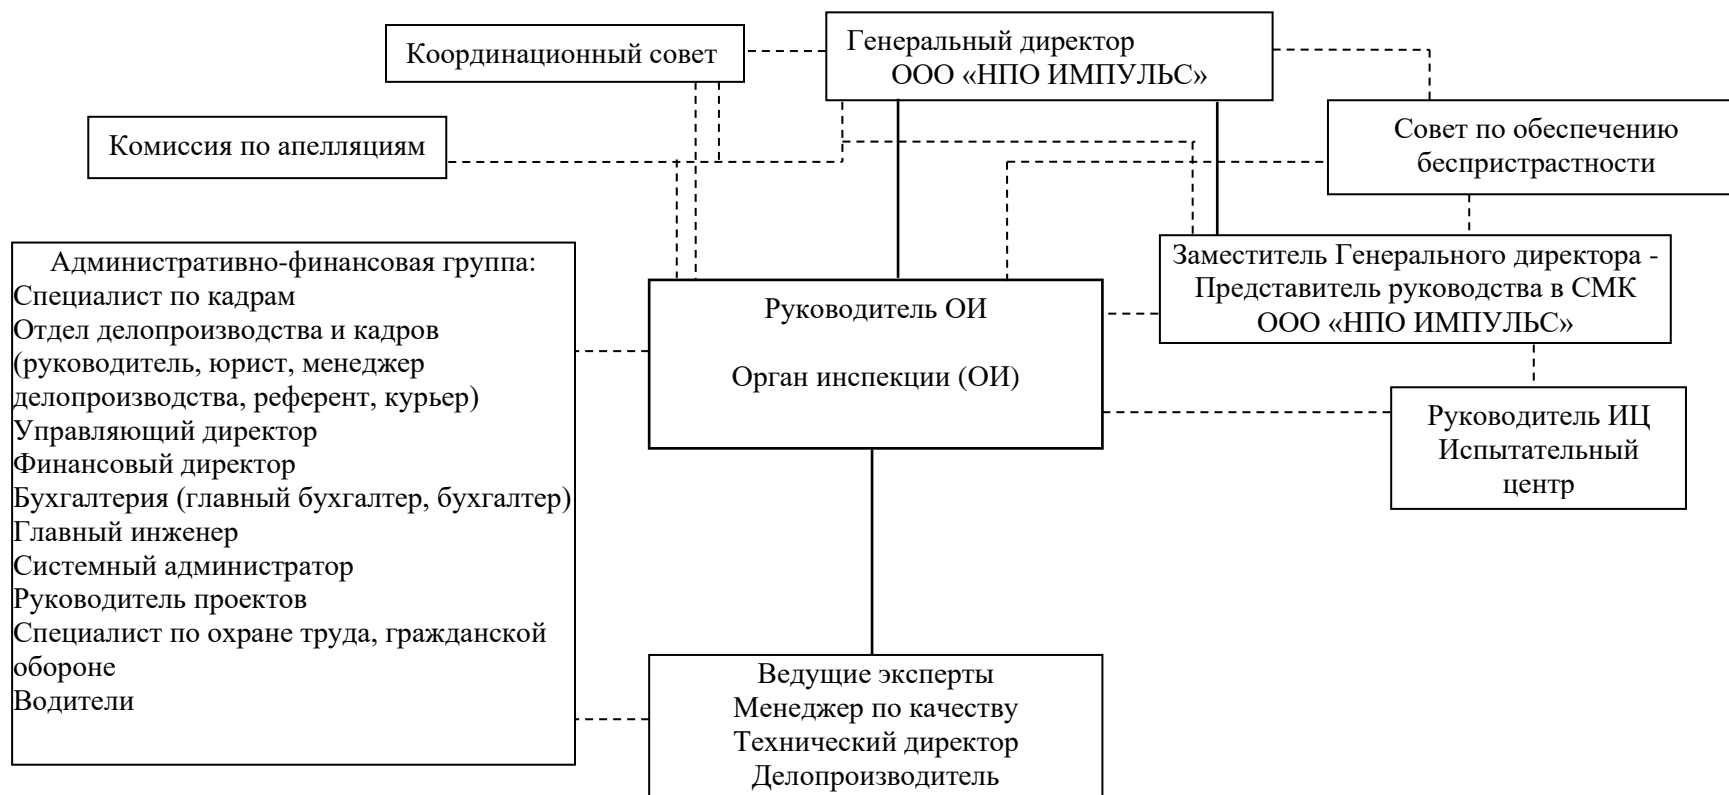 Координационный совет
Генеральный директор
ООО «НПО ИМПУЛЬС»
Комиссия по апелляциям
Совет по обеспечению
беспристрастности
Административно-финансовая группа:
Специалист по кадрам
Отдел делопроизводства и кадров
(руководитель, юрист, менеджер
делопроизводства, референт, курьер)
Управляющий директор
Финансовый директор
Бухгалтерия (главный бухгалтер, бухгалтер)
Главный инженер
Системный администратор
Руководитель проектов
Специалист по охране труда, гражданской
обороне
Водители
Руководитель ОИ
Орган инспекции (ОИ)
Заместитель Генерального директора -
Представитель руководства в СМК
ООО «НПО ИМПУЛЬС»
Руководитель ИЦ
Испытательный
центр
Ведущие эксперты
Менеджер по качеству
Технический директор
Делопроизводитель